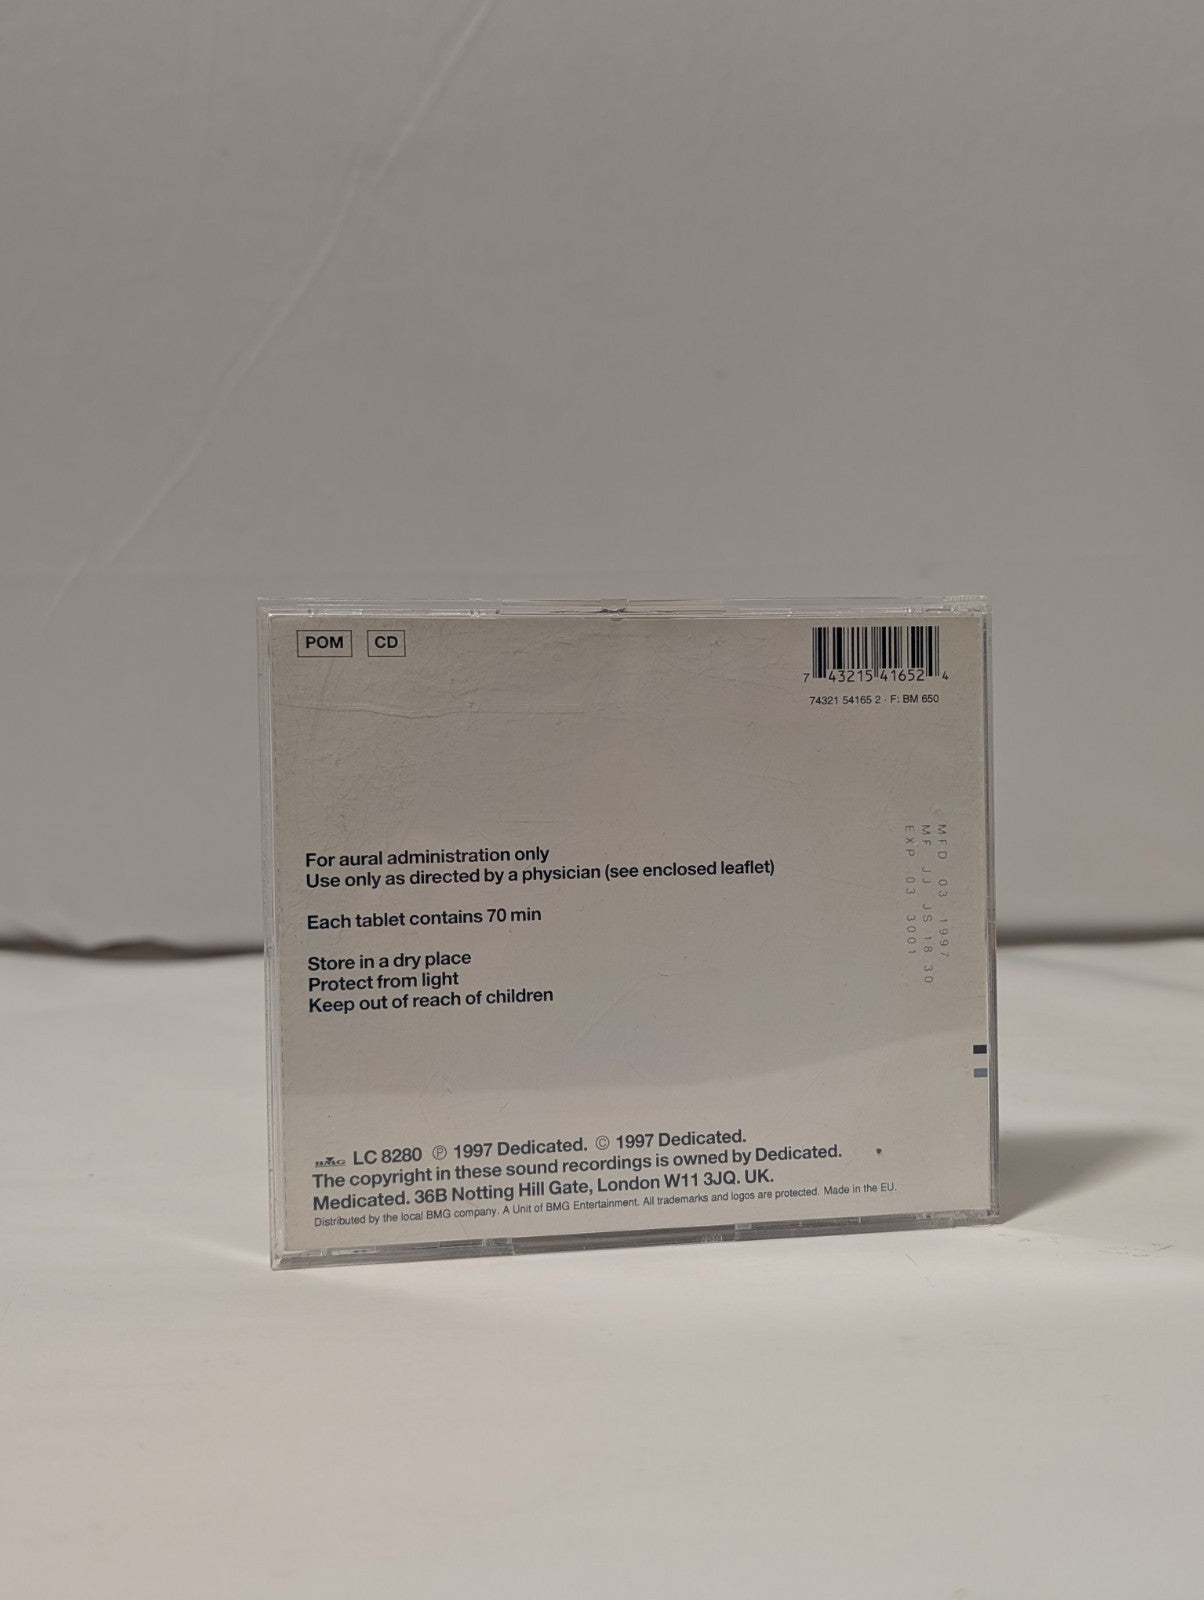 POM CD
7 43215 41652 4
74321 54165 2 · F: BM 650
For aural administration only
Use only as directed by a physician (see enclosed leaflet)
Each tablet contains 70 min
Store in a dry place
Protect from light
Keep out of reach of children
MFD 03 1997
MF JJ JS 18 30
EXP 03 3001
BMG LC 8280 ℗ 1997 Dedicated. © 1997 Dedicated.
The copyright in these sound recordings is owned by Dedicated.
Medicated. 36B Notting Hill Gate, London W11 3JQ. UK.
Distributed by the local BMG company. A Unit of BMG Entertainment. All trademarks and logos are protected. Made in the EU.